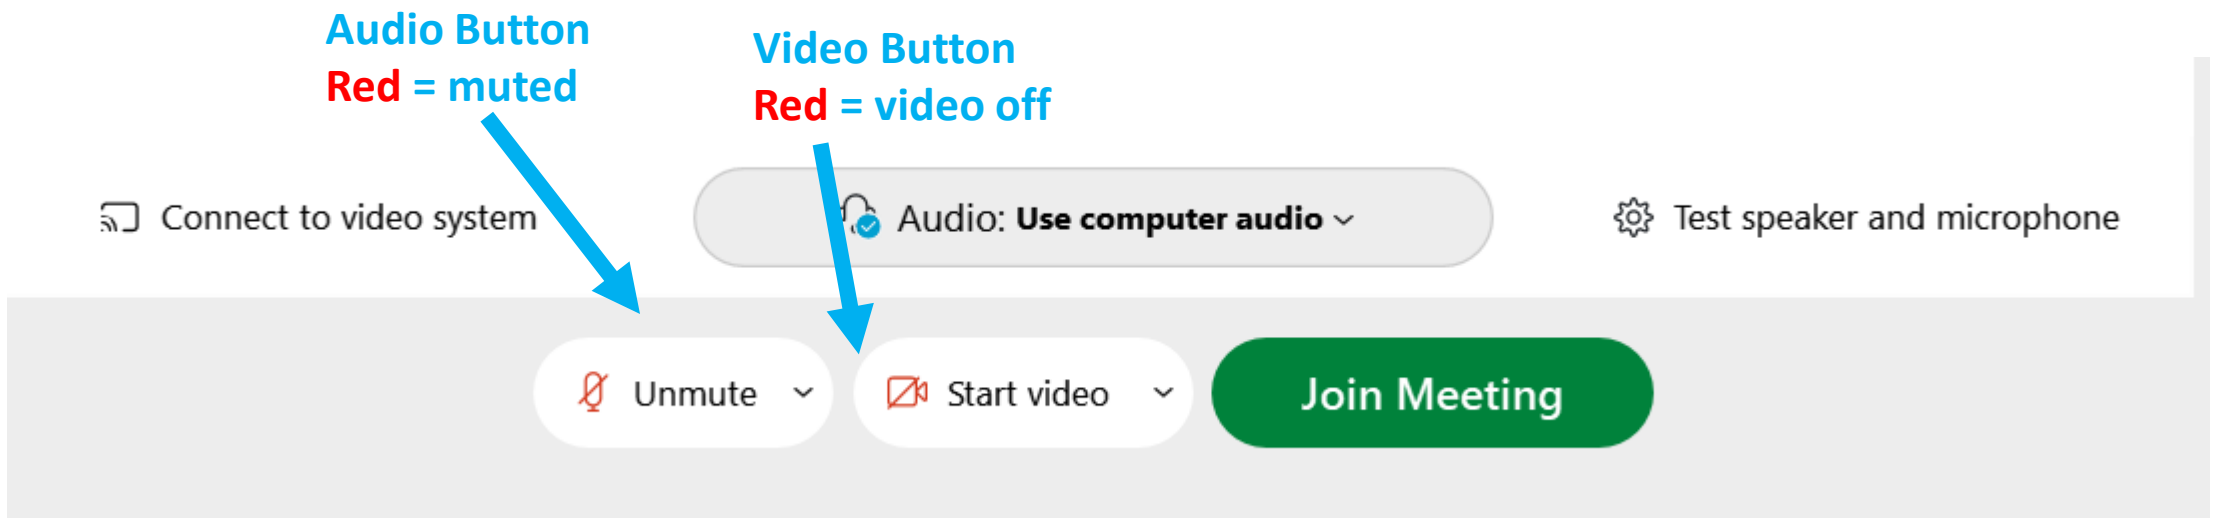 Audio Button
Red = muted
Video Button
Red = video off
Connect to video system
Audio: Use computer audio
Test speaker and microphone
Unmute
Start video
Join Meeting